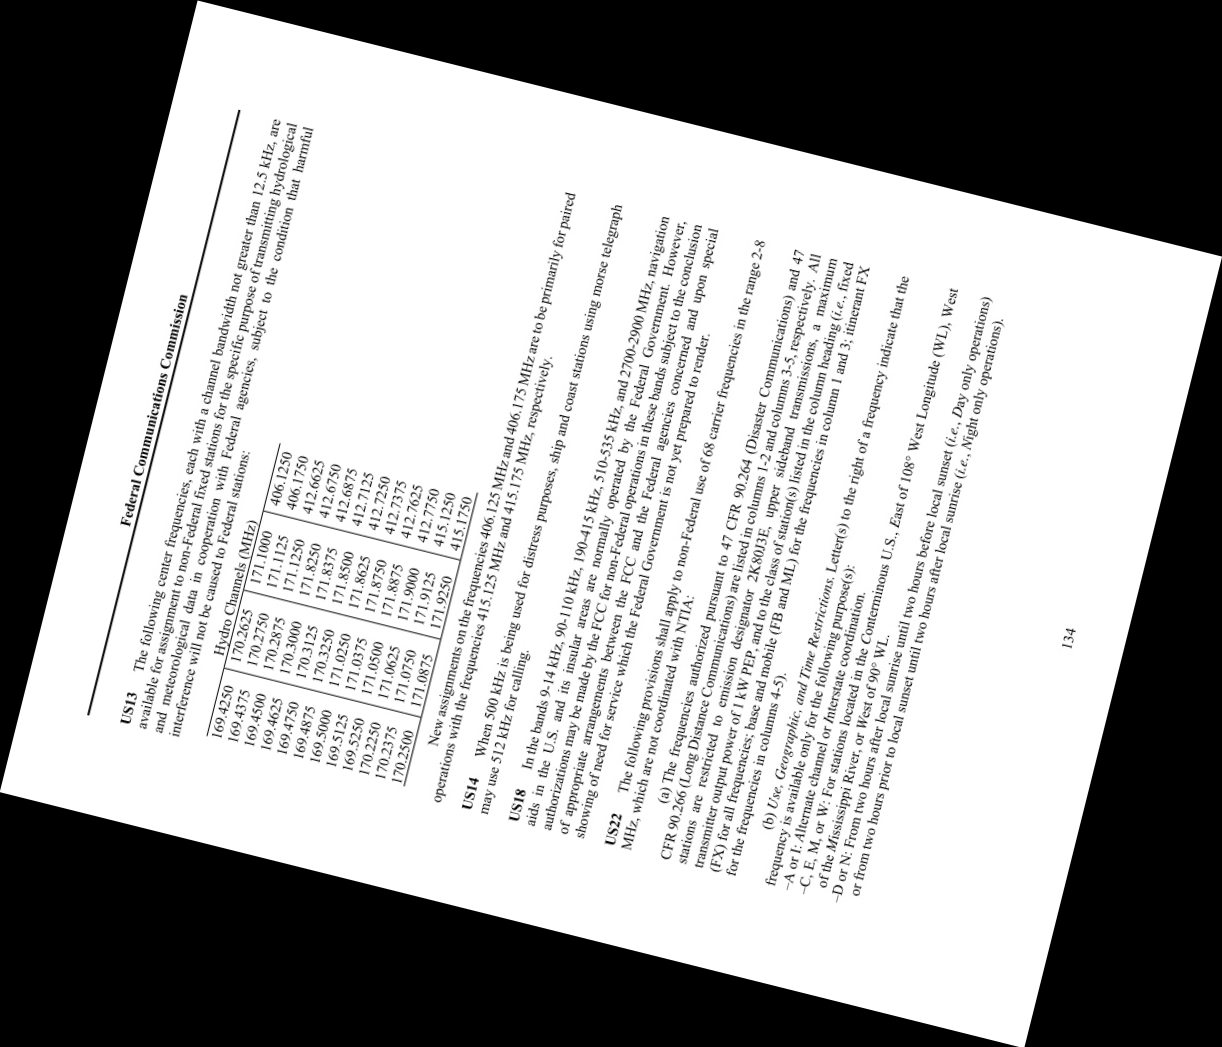 Federal Communications Commission
US13 The following center frequencies, each with a channel bandwidth not greater than 12.5 kHz, are
available for assignment to non-Federal fixed stations for the specific purpose of transmitting hydrological
and meteorological data in cooperation with Federal agencies, subject to the condition that harmful
interference will not be caused to Federal stations:
Hydro Channels (MHz)
169.4250 170.2625 171.1000 406.1250
169.4375 170.2750 171.1125 406.1750
169.4500 170.2875 171.1250 412.6625
169.4625 170.3000 171.8250 412.6750
169.4750 170.3125 171.8375 412.6875
169.4875 170.3250 171.8500 412.7125
169.5000 171.0250 171.8625 412.7250
169.5125 171.0375 171.8750 412.7375
169.5250 171.0500 171.8875 412.7625
170.2250 171.0625 171.9000 412.7750
170.2375 171.0750 171.9125 415.1250
170.2500 171.0875 171.9250 415.1750
New assignments on the frequencies 406.125 MHz and 406.175 MHz are to be primarily for paired
operations with the frequencies 415.125 MHz and 415.175 MHz, respectively.
US14 When 500 kHz is being used for distress purposes, ship and coast stations using morse telegraph
may use 512 kHz for calling.
US18 In the bands 9-14 kHz, 90-110 kHz, 190-415 kHz, 510-535 kHz, and 2700-2900 MHz, navigation
aids in the U.S. and its insular areas are normally operated by the Federal Government. However,
authorizations may be made by the FCC for non-Federal operations in these bands subject to the conclusion
of appropriate arrangements between the FCC and the Federal agencies concerned and upon special
showing of need for service which the Federal Government is not yet prepared to render.
US22 The following provisions shall apply to non-Federal use of 68 carrier frequencies in the range 2-8
MHz, which are not coordinated with NTIA:
(a) The frequencies authorized pursuant to 47 CFR 90.264 (Disaster Communications) and 47
CFR 90.266 (Long Distance Communications) are listed in columns 1-2 and columns 3-5, respectively. All
stations are restricted to emission designator 2K80J3E, upper sideband transmissions, a maximum
transmitter output power of 1 kW PEP, and to the class of station(s) listed in the column heading (i.e., fixed
(FX) for all frequencies; base and mobile (FB and ML) for the frequencies in column 1 and 3; itinerant FX
for the frequencies in columns 4-5).
(b) Use, Geographic, and Time Restrictions. Letter(s) to the right of a frequency indicate that the
frequency is available only for the following purpose(s):
–A or I: Alternate channel or Interstate coordination.
–C, E, M, or W: For stations located in the Conterminous U.S., East of 108° West Longitude (WL), West
of the Mississippi River, or West of 90° WL.
–D or N: From two hours after local sunrise until two hours before local sunset (i.e., Day only operations)
or from two hours prior to local sunset until two hours after local sunrise (i.e., Night only operations).
134